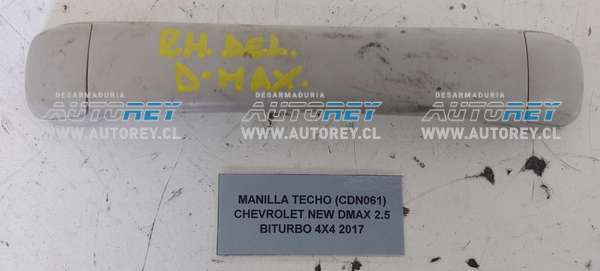 R.H. DEL.
D-MAX.
DESARMADURIA
AUTOREY
WWW.AUTOREY.CL
DESARMADURIA
AUTOREY
WWW.AUTOREY.CL
DESARMADURIA
AUTOREY
WWW.AUTOREY.CL
MANILLA TECHO (CDN061)
CHEVROLET NEW DMAX 2.5
BITURBO 4X4 2017